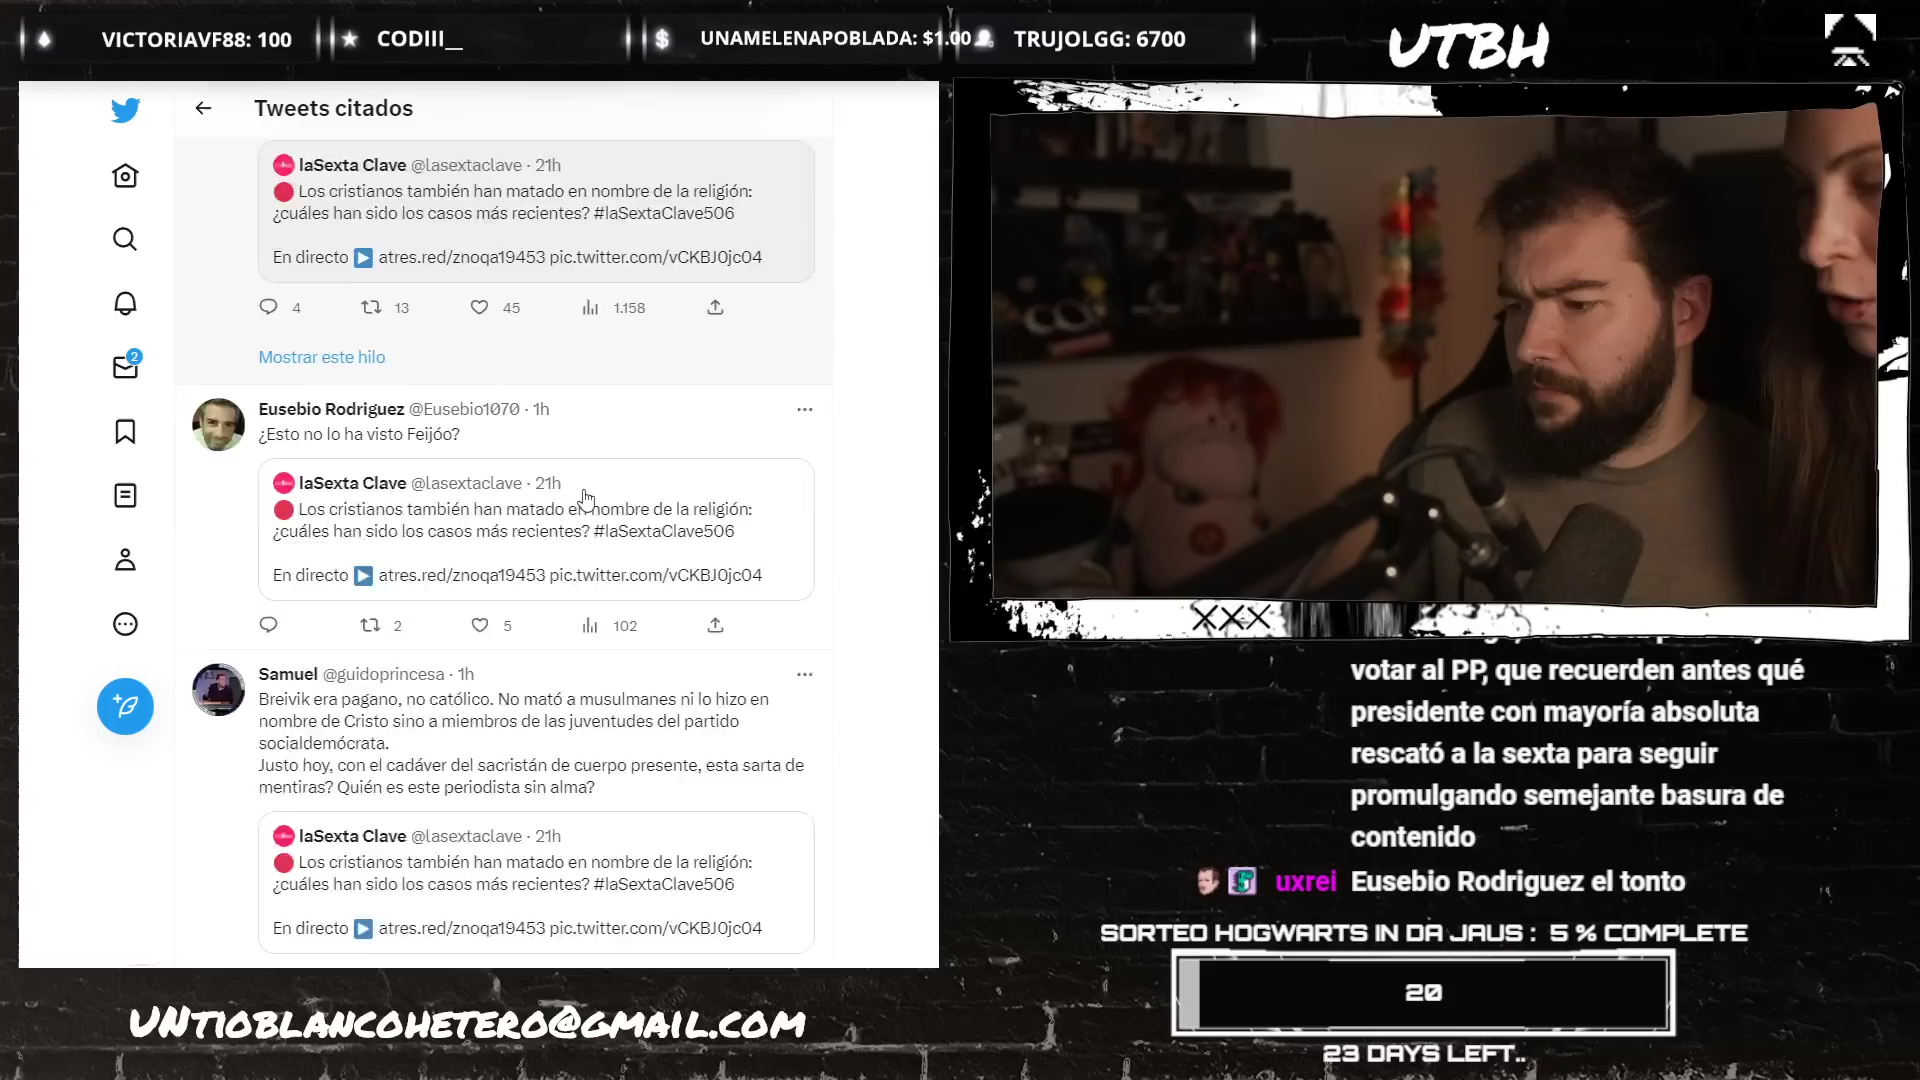 VICTORIAVF88: 100
CODIII__
UNAMELENAPOBLADA: $1.00
TRUJOLGG: 6700
UTBH
Tweets citados
laSexta Clave @lasextaclave · 21h
Los cristianos también han matado en nombre de la religión:
¿cuáles han sido los casos más recientes? #laSextaClave506
En directo ▶ atres.red/znoqa19453 pic.twitter.com/vCKBJ0jc04
4 13 45 1.158
Mostrar este hilo
2
Eusebio Rodriguez @Eusebio1070 · 1h
¿Esto no lo ha visto Feijóo?
laSexta Clave @lasextaclave · 21h
Los cristianos también han matado en nombre de la religión:
¿cuáles han sido los casos más recientes? #laSextaClave506
En directo ▶ atres.red/znoqa19453 pic.twitter.com/vCKBJ0jc04
2 5 102
Samuel @guidoprincesa · 1h
Breivik era pagano, no católico. No mató a musulmanes ni lo hizo en
nombre de Cristo sino a miembros de las juventudes del partido
socialdemócrata.
Justo hoy, con el cadáver del sacristán de cuerpo presente, esta sarta de
mentiras? Quién es este periodista sin alma?
laSexta Clave @lasextaclave · 21h
Los cristianos también han matado en nombre de la religión:
¿cuáles han sido los casos más recientes? #laSextaClave506
En directo ▶ atres.red/znoqa19453 pic.twitter.com/vCKBJ0jc04
XXX
votar al PP, que recuerden antes qué
presidente con mayoría absoluta
rescató a la sexta para seguir
promulgando semejante basura de
contenido
uxrei Eusebio Rodriguez el tonto
SORTEO HOGWARTS IN DA JAUS : 5 % COMPLETE
20
23 DAYS LEFT..
UNTIOBLANCOHETERO@GMAIL.COM